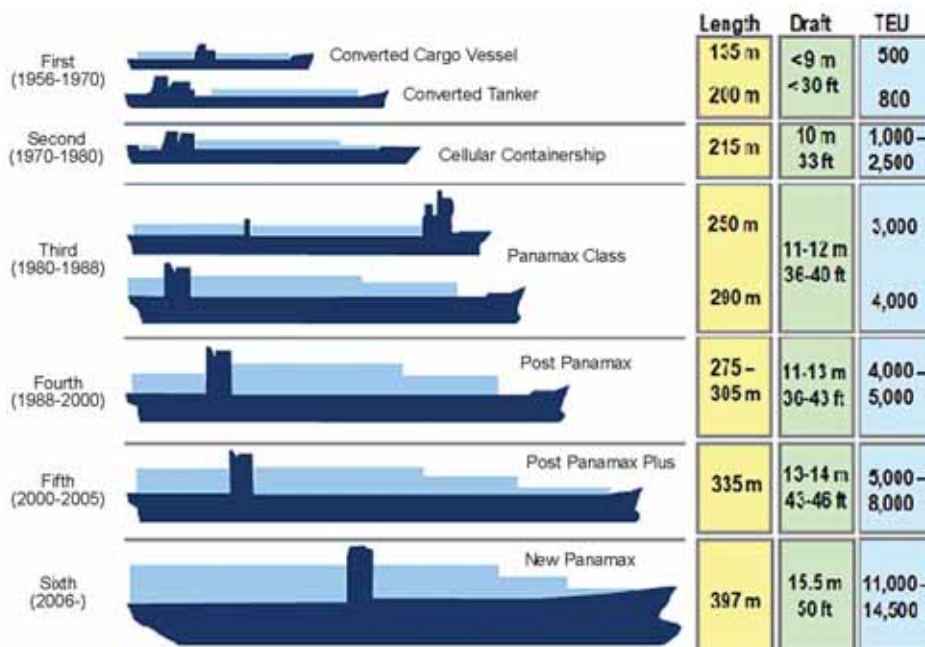 Length Draft TEU
First
(1956-1970)
Converted Cargo Vessel
Converted Tanker
135 m
200 m
<9 m
<30 ft
500
800
Second
(1970-1980)
Cellular Containership
215 m
10 m
33 ft
1,000 –
2,500
Third
(1980-1988)
Panamax Class
250 m
290 m
11-12 m
36-40 ft
3,000
4,000
Fourth
(1988-2000)
Post Panamax
275 –
305 m
11-13 m
36-43 ft
4,000 –
5,000
Fifth
(2000-2005)
Post Panamax Plus
335 m
13-14 m
43-46 ft
5,000 –
8,000
Sixth
(2006-)
New Panamax
397 m
15.5 m
50 ft
11,000 –
14,500